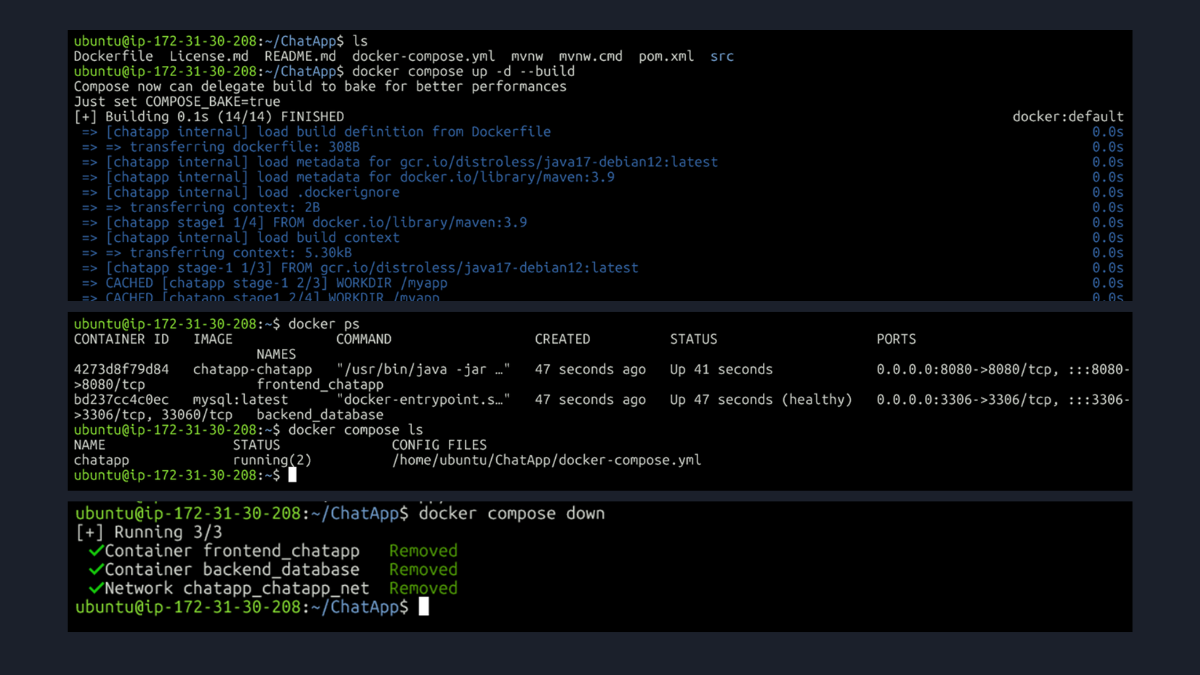 ubuntu@ip-172-31-30-208:~/ChatApp$ ls
Dockerfile License.md README.md docker-compose.yml mvnw mvnw.cmd pom.xml src
ubuntu@ip-172-31-30-208:~/ChatApp$ docker compose up -d --build
Compose now can delegate build to bake for better performances
Just set COMPOSE_BAKE=true
[+] Building 0.1s (14/14) FINISHED docker:default
=> [chatapp internal] load build definition from Dockerfile 0.0s
=> => transferring dockerfile: 308B 0.0s
=> [chatapp internal] load metadata for gcr.io/distroless/java17-debian12:latest 0.0s
=> [chatapp internal] load metadata for docker.io/library/maven:3.9 0.0s
=> [chatapp internal] load .dockerignore 0.0s
=> => transferring context: 2B 0.0s
=> [chatapp stage1 1/4] FROM docker.io/library/maven:3.9 0.0s
=> [chatapp internal] load build context 0.0s
=> => transferring context: 5.30kB 0.0s
=> [chatapp stage-1 1/3] FROM gcr.io/distroless/java17-debian12:latest 0.0s
=> CACHED [chatapp stage-1 2/3] WORKDIR /myapp 0.0s
=> CACHED [chatapp stage1 2/4] WORKDIR /myapp 0.0s
ubuntu@ip-172-31-30-208:~$ docker ps
CONTAINER ID IMAGE COMMAND CREATED STATUS PORTS
NAMES
4273d8f79d84 chatapp-chatapp "/usr/bin/java -jar …" 47 seconds ago Up 41 seconds 0.0.0.0:8080->8080/tcp, :::8080-
>8080/tcp frontend_chatapp
bd237cc4c0ec mysql:latest "docker-entrypoint.s…" 47 seconds ago Up 47 seconds (healthy) 0.0.0.0:3306->3306/tcp, :::3306-
>3306/tcp, 33060/tcp backend_database
ubuntu@ip-172-31-30-208:~$ docker compose ls
NAME STATUS CONFIG FILES
chatapp running(2) /home/ubuntu/ChatApp/docker-compose.yml
ubuntu@ip-172-31-30-208:~$
ubuntu@ip-172-31-30-208:~/ChatApp$ docker compose down
[+] Running 3/3
✔Container frontend_chatapp Removed
✔Container backend_database Removed
✔Network chatapp_chatapp_net Removed
ubuntu@ip-172-31-30-208:~/ChatApp$